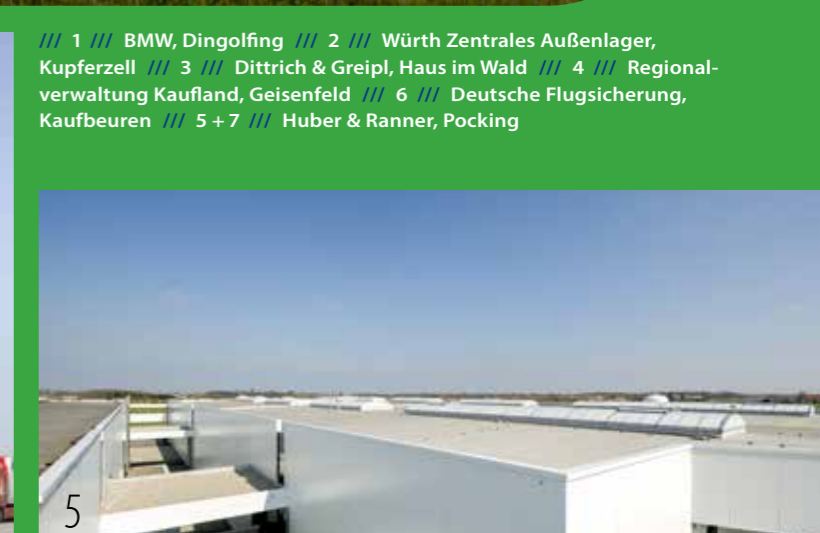 /// 1 /// BMW, Dingolfing /// 2 /// Würth Zentrales Außenlager,
Kupferzell /// 3 /// Dittrich & Greipl, Haus im Wald /// 4 /// Regional-
verwaltung Kaufland, Geisenfeld /// 6 /// Deutsche Flugsicherung,
Kaufbeuren /// 5 + 7 /// Huber & Ranner, Pocking
5